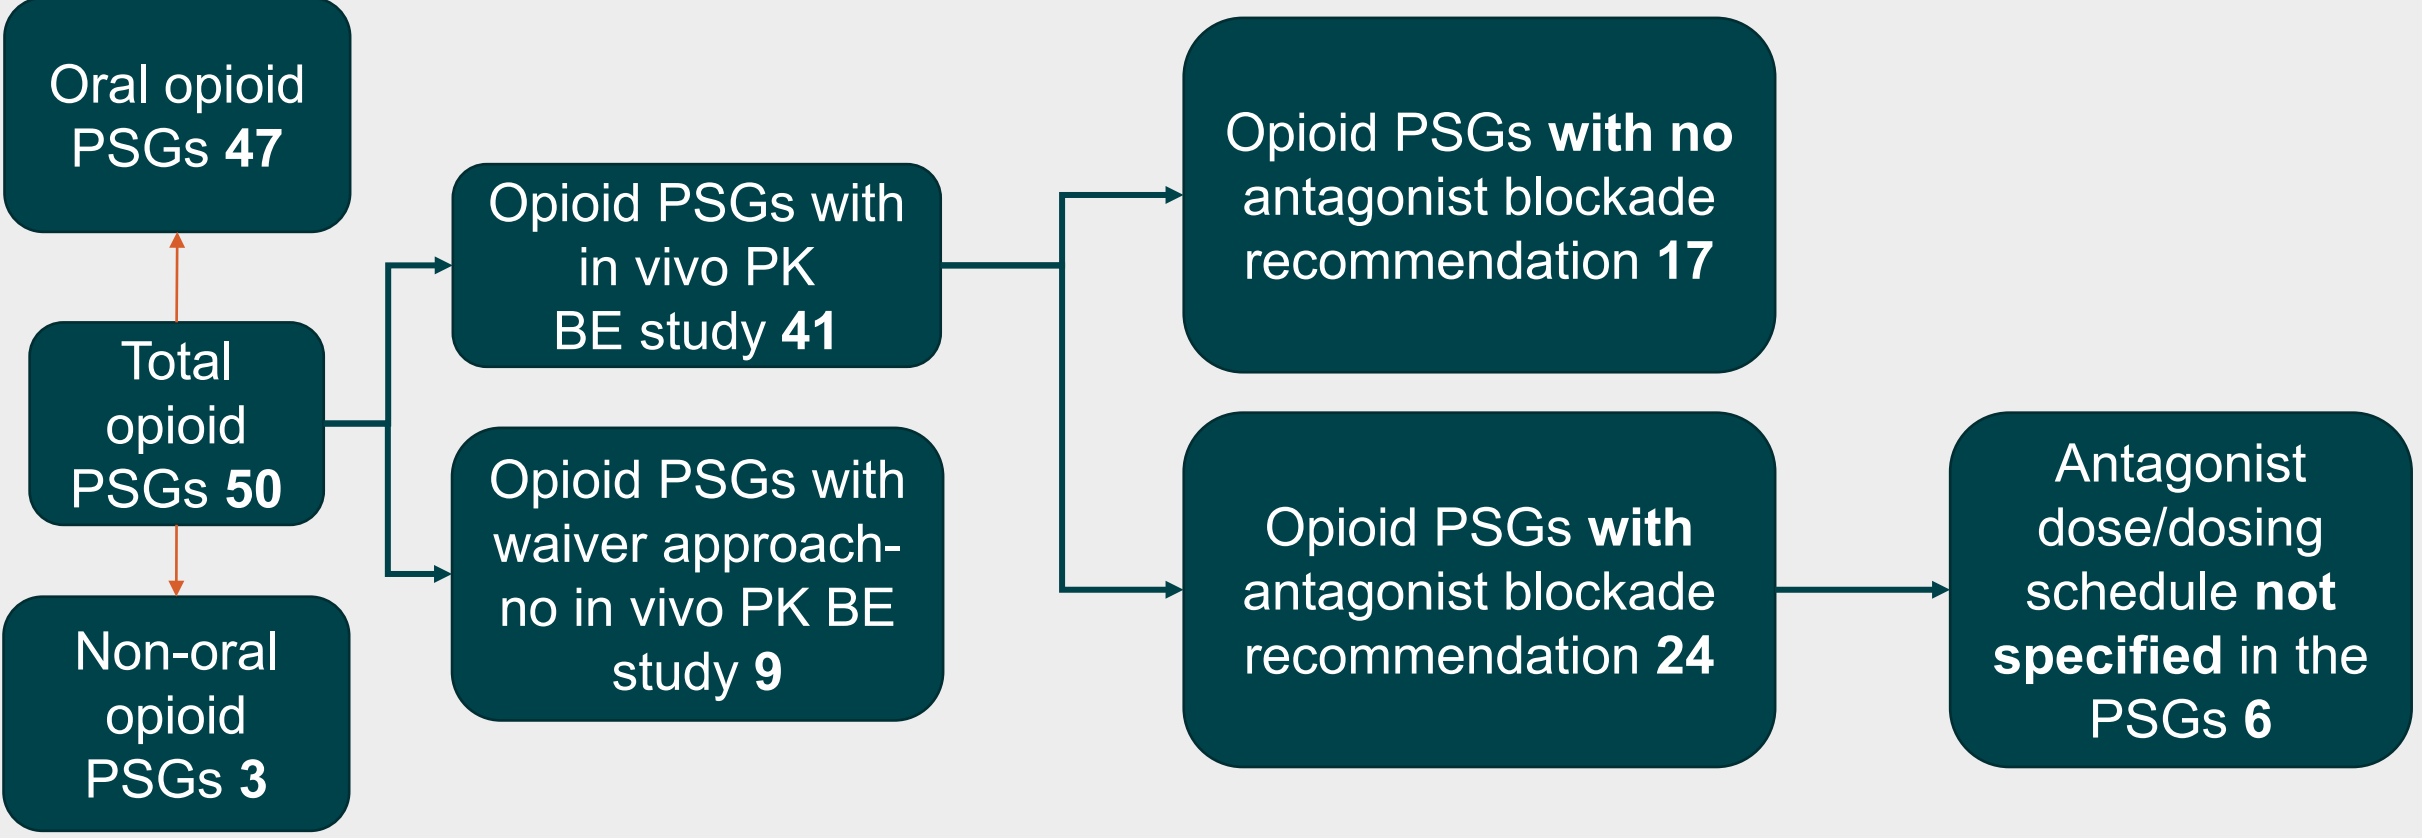 Oral opioid
PSGs 47
Total
opioid
PSGs 50
Non-oral
opioid
PSGs 3
Opioid PSGs with
in vivo PK
BE study 41
Opioid PSGs with
waiver approach-
no in vivo PK BE
study 9
Opioid PSGs with no
antagonist blockade
recommendation 17
Opioid PSGs with
antagonist blockade
recommendation 24
Antagonist
dose/dosing
schedule not
specified in the
PSGs 6